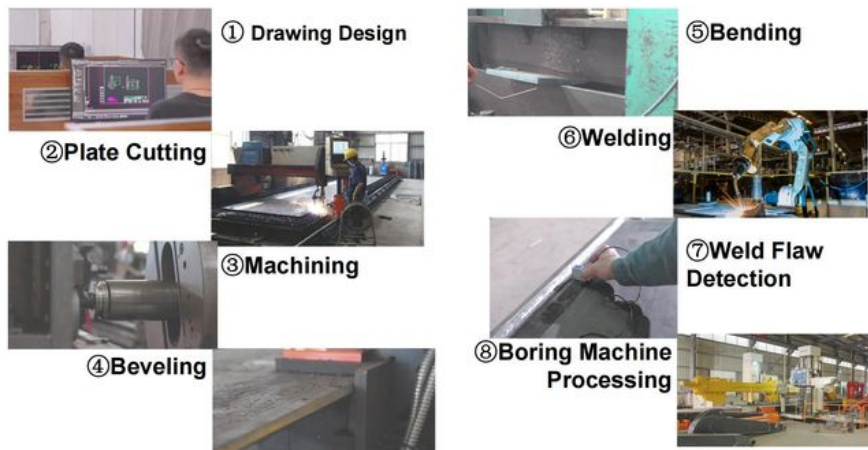 ① Drawing Design
②Plate Cutting
③Machining
④Beveling
⑤Bending
⑥Welding
⑦Weld Flaw
Detection
⑧Boring Machine
Processing